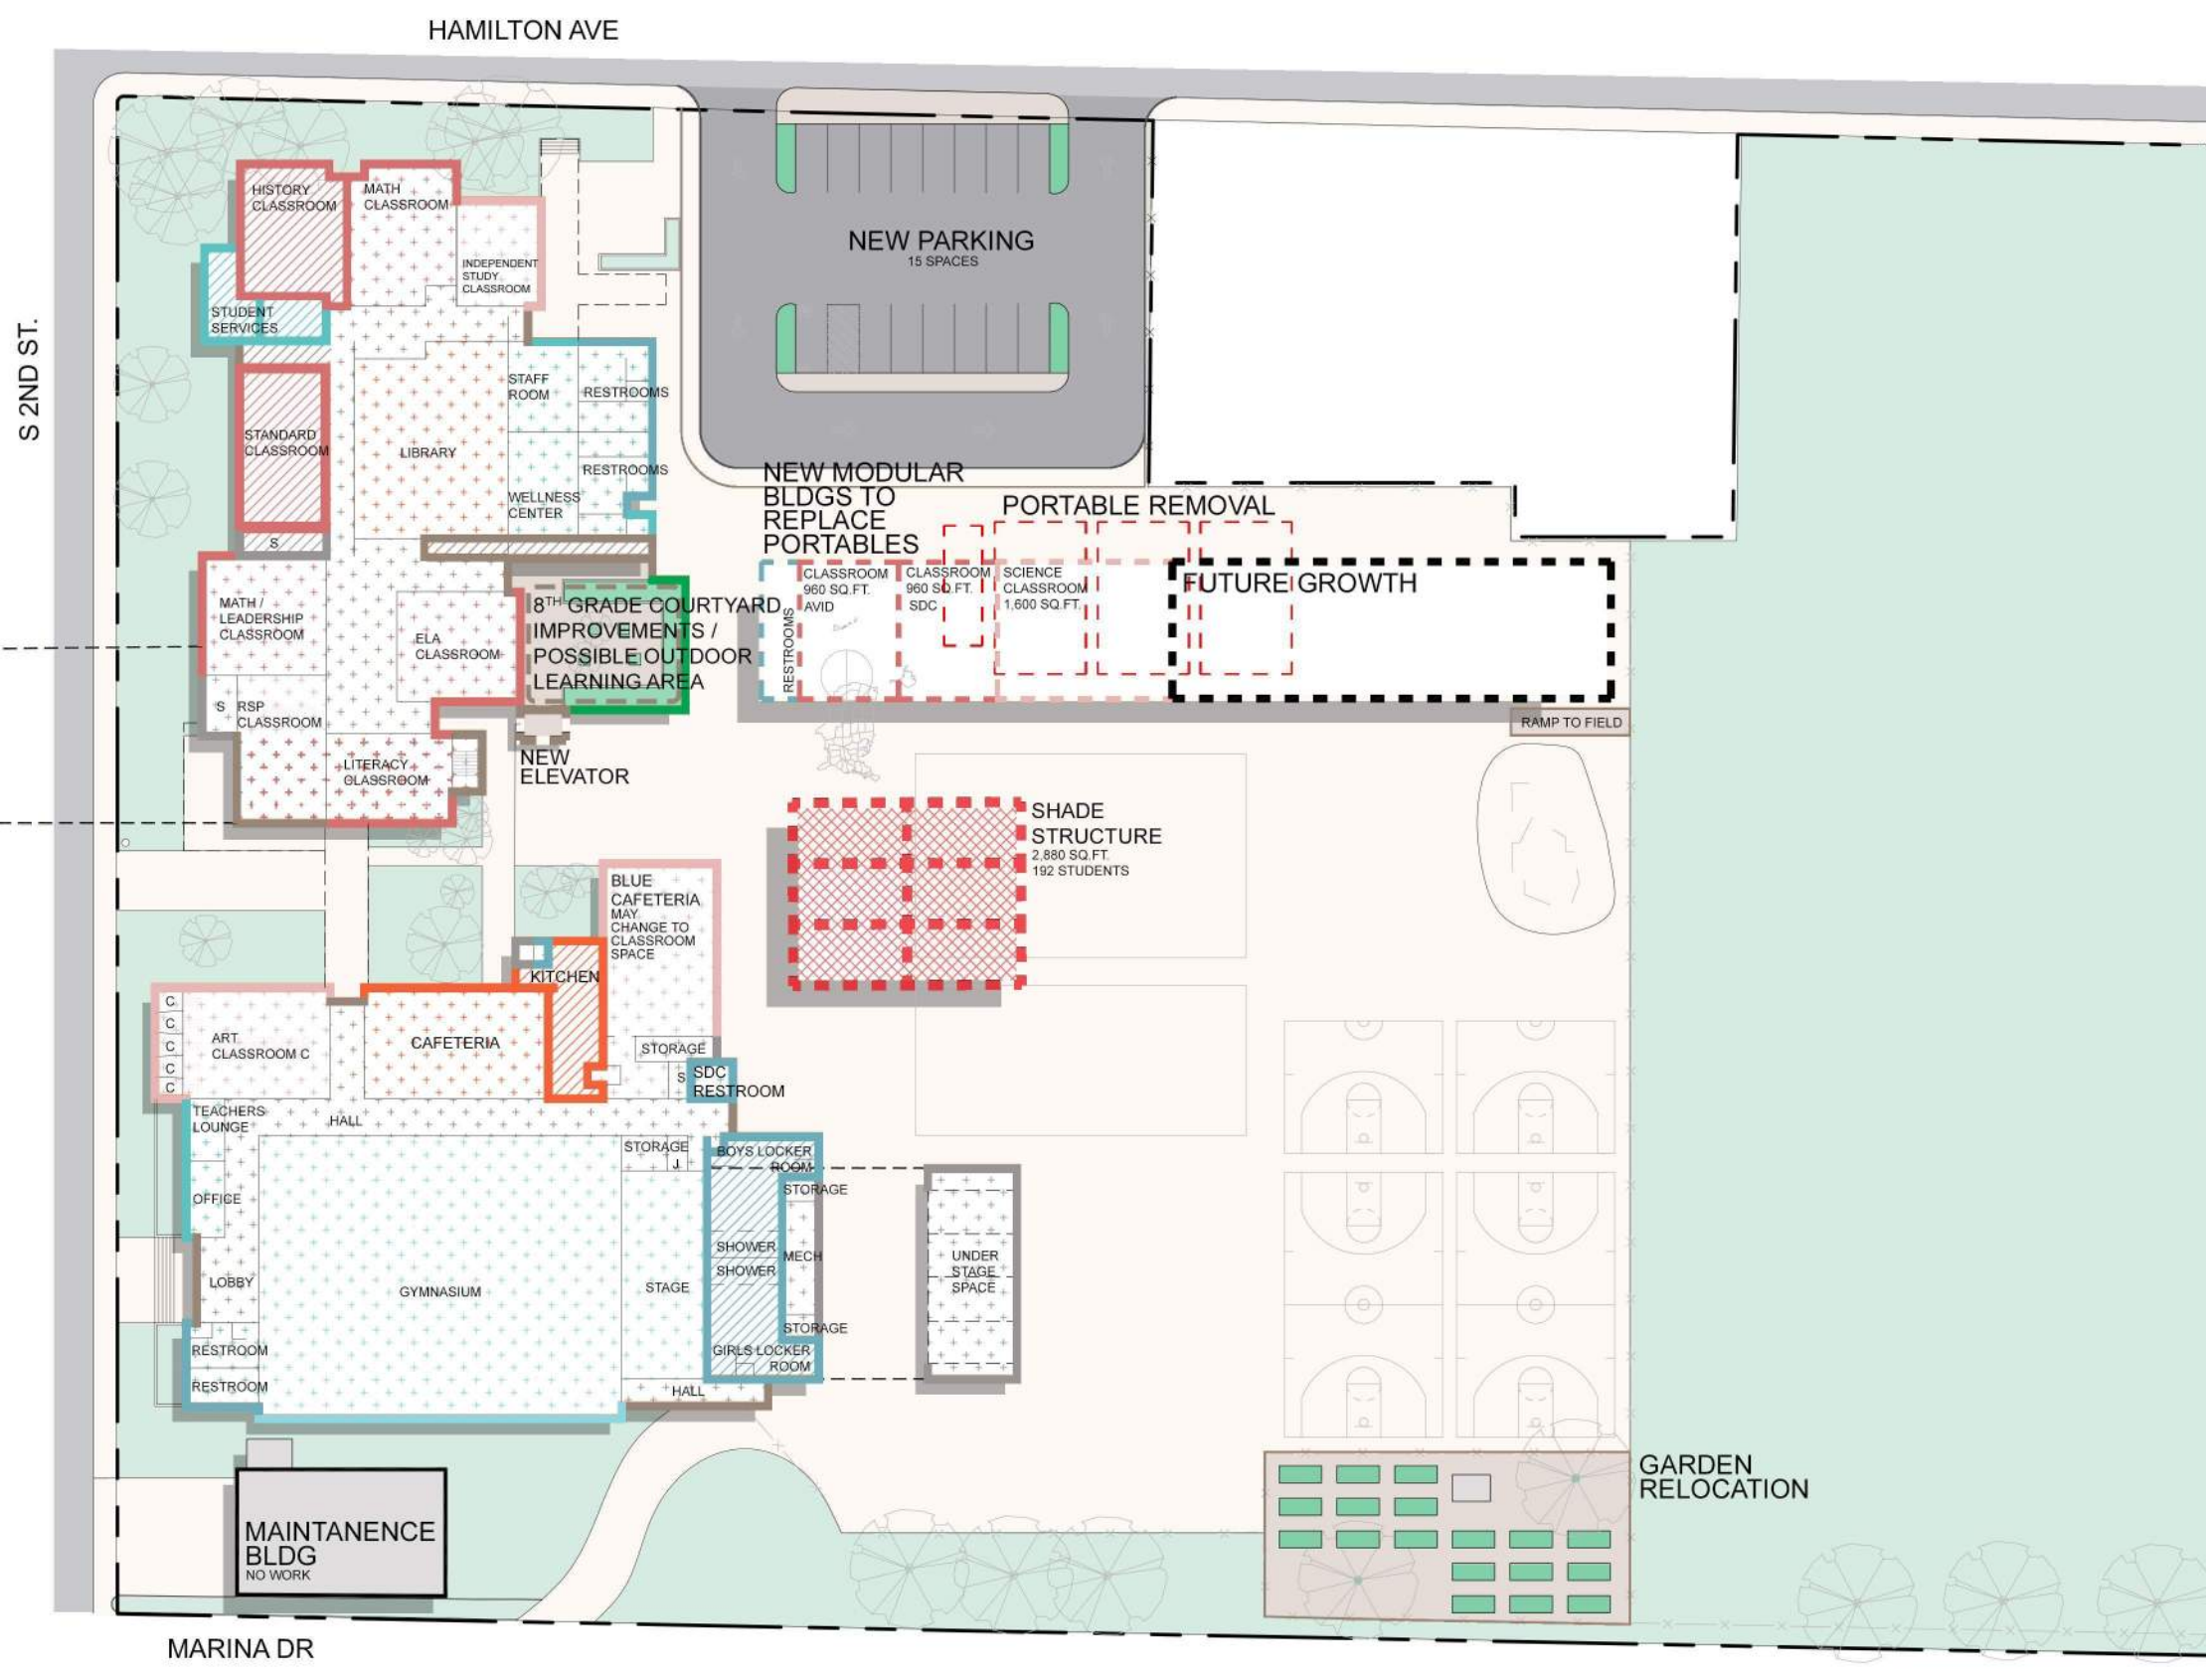 HAMILTON AVE
S 2ND ST.
HISTORY
CLASSROOM
MATH
CLASSROOM
INDEPENDENT
STUDY
CLASSROOM
STUDENT
SERVICES
NEW PARKING
15 SPACES
STAFF
ROOM
RESTROOMS
STANDARD
CLASSROOM
LIBRARY
RESTROOMS
WELLNESS
CENTER
S
NEW MODULAR
BLDGS TO
REPLACE
PORTABLES
PORTABLE REMOVAL
RESTROOMS
CLASSROOM
960 SQ.FT.
AVID
CLASSROOM
960 SQ.FT.
SDC
SCIENCE
CLASSROOM
1,600 SQ.FT.
FUTURE GROWTH
MATH /
LEADERSHIP
CLASSROOM
ELA
CLASSROOM
8TH GRADE COURTYARD
IMPROVEMENTS /
POSSIBLE OUTDOOR
LEARNING AREA
S
RSP
CLASSROOM
RAMP TO FIELD
LITERACY
CLASSROOM
NEW
ELEVATOR
SHADE
STRUCTURE
2,880 SQ.FT.
192 STUDENTS
BLUE
CAFETERIA
MAY
CHANGE TO
CLASSROOM
SPACE
KITCHEN
C
C
C
C
C
ART
CLASSROOM C
CAFETERIA
STORAGE
S
SDC
RESTROOM
TEACHERS
LOUNGE
HALL
STORAGE
J
BOYS LOCKER
ROOM
STORAGE
OFFICE
SHOWER
SHOWER
MECH
UNDER
STAGE
SPACE
LOBBY
GYMNASIUM
STAGE
STORAGE
GIRLS LOCKER
ROOM
RESTROOM
RESTROOM
HALL
GARDEN
RELOCATION
MAINTANENCE
BLDG
NO WORK
MARINA DR